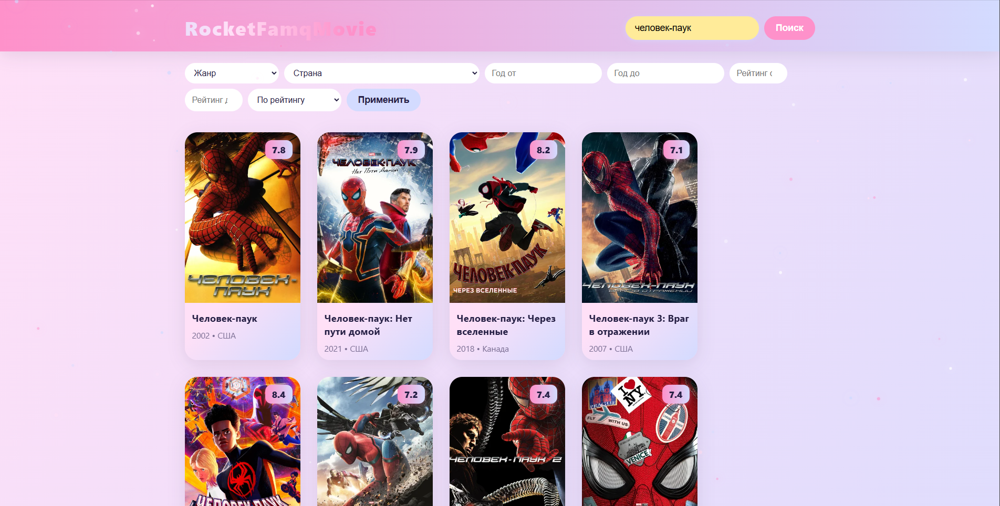 RocketFamqMovie
человек-паук
Поиск
Жанр
Страна
Год от
Год до
Рейтинг
Рейтинг
По рейтингу
Применить
7.8
ЧЕЛОВЕК-
ПАУК
Человек-паук
2002 • США
7.9
ЧЕЛОВЕК-ПАУК
Нет Пути Домой
Человек-паук: Нет
пути домой
2021 • США
8.2
ЧЕЛОВЕК-ПАУК
ЧЕРЕЗ ВСЕЛЕННЫЕ
Человек-паук: Через
вселенные
2018 • Канада
7.1
ЧЕЛОВЕК-ПАУК
ВРАГ В ОТРАЖЕНИИ
Человек-паук 3: Враг
в отражении
2007 • США
8.4
ЧЕЛОВЕК-ПАУК
7.2
7.4
ЧЕЛОВЕК-ПАУК 2
7.4
I NY
PRAGUE
FLY WITH US
VENICE